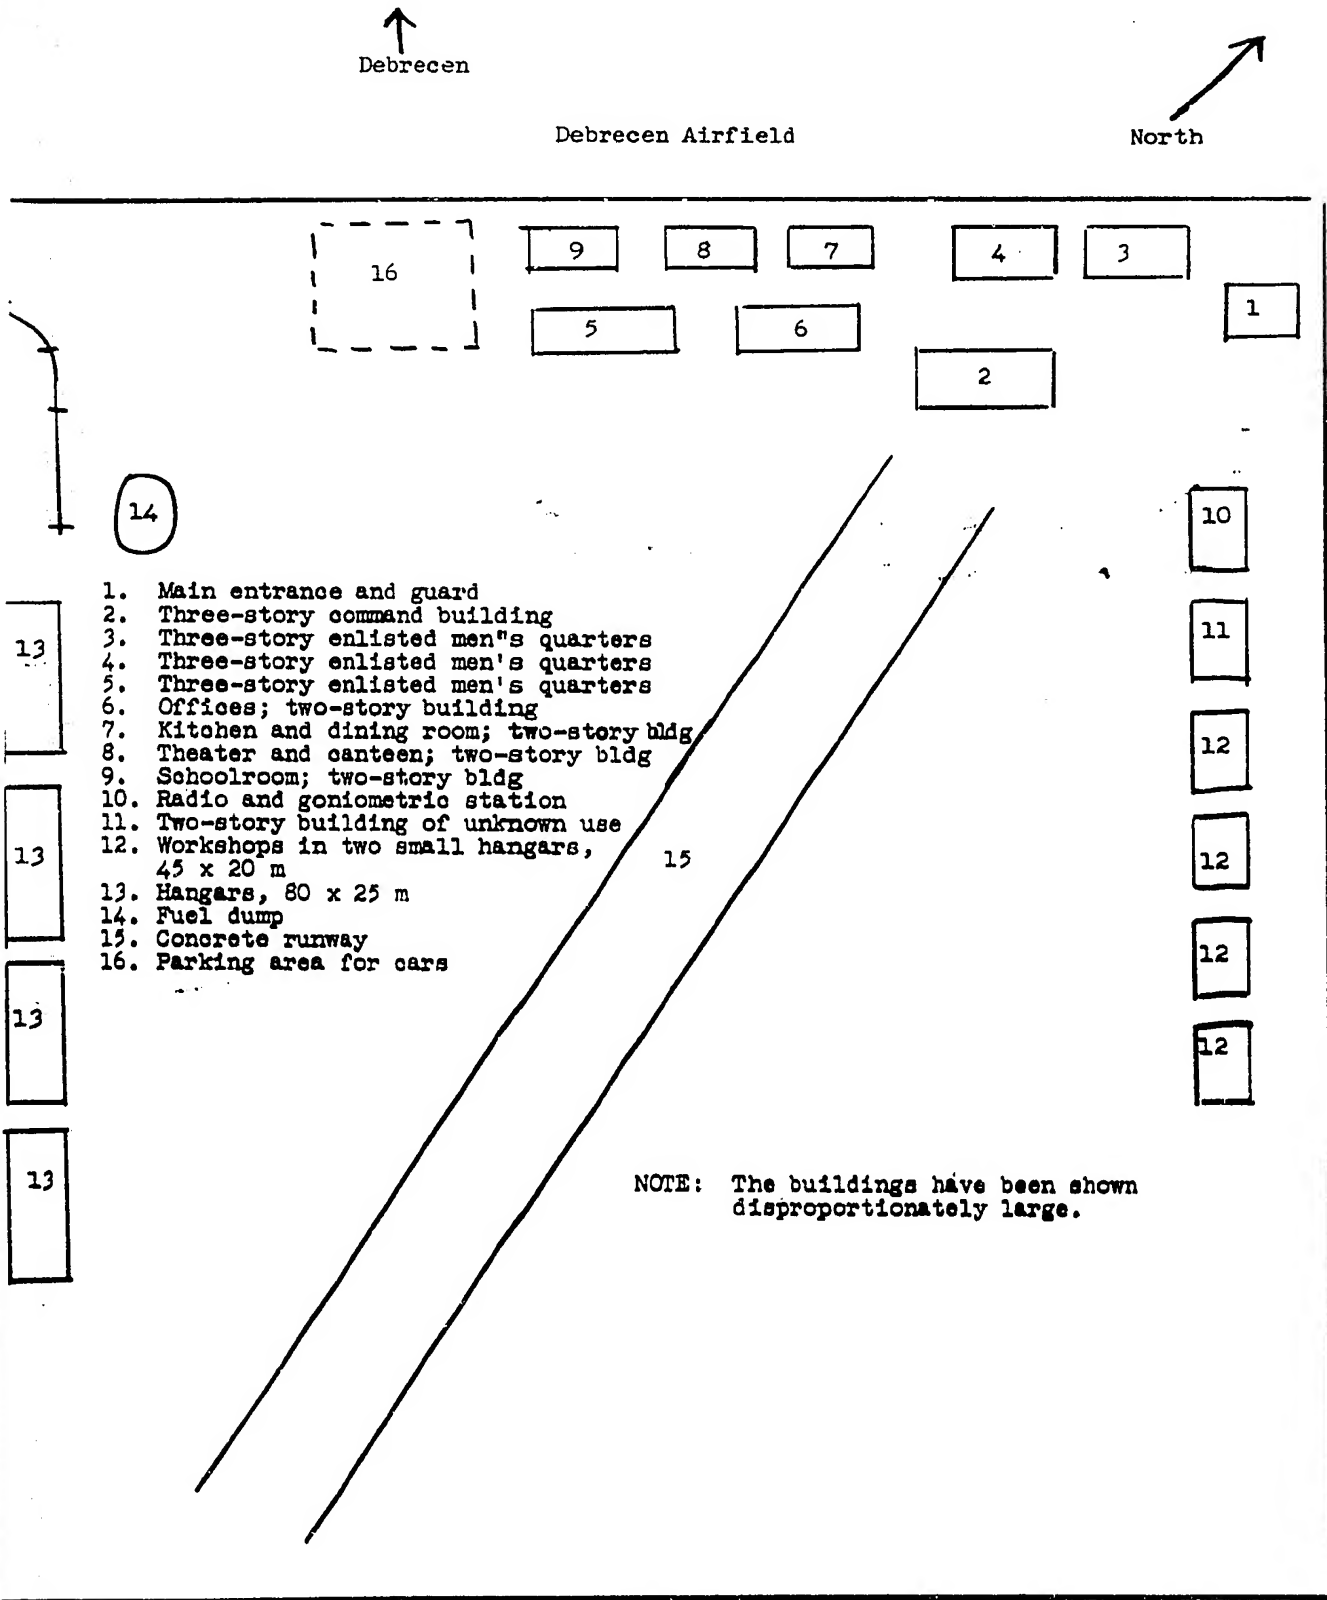 Debrecen
Debrecen Airfield
North
16
9
8
7
4
3
1
5
6
2
14
10
1. Main entrance and guard
2. Three-story command building
3. Three-story enlisted men"s quarters
4. Three-story enlisted men's quarters
5. Three-story enlisted men's quarters
6. Offices; two-story building
7. Kitchen and dining room; two-story bldg
8. Theater and canteen; two-story bldg
9. Schoolroom; two-story bldg
10. Radio and goniometric station
11. Two-story building of unknown use
12. Workshops in two small hangars,
45 x 20 m
13. Hangars, 80 x 25 m
14. Fuel dump
15. Concrete runway
16. Parking area for cars
13
13
13
13
15
11
12
12
12
12
NOTE: The buildings have been shown
disproportionately large.